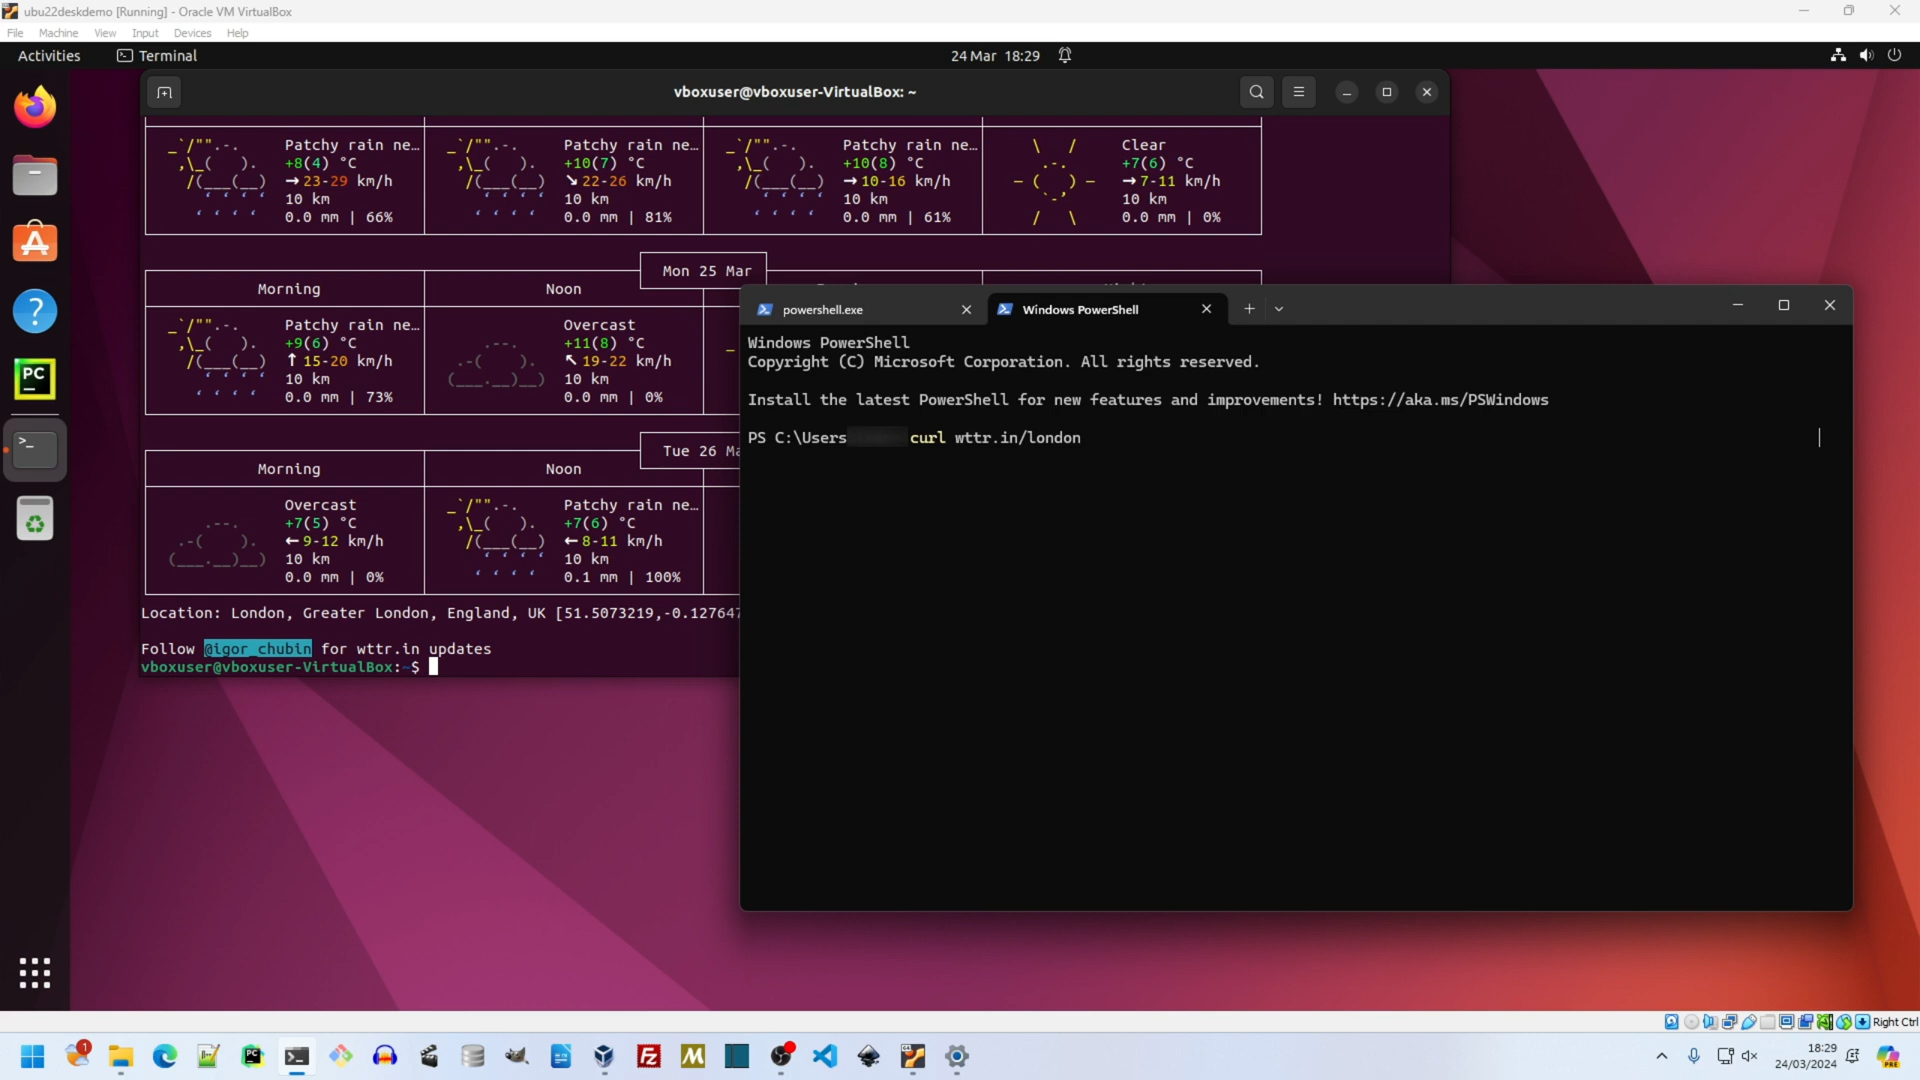 ubu22deskdemo [Running] - Oracle VM VirtualBox
File Machine View Input Devices Help
Activities Terminal 24 Mar 18:29
vboxuser@vboxuser-VirtualBox: ~
Patchy rain ne… Patchy rain ne… Patchy rain ne… Clear
+8(4) °C +10(7) °C +10(8) °C +7(6) °C
→ 23-29 km/h ↘ 22-26 km/h → 10-16 km/h → 7-11 km/h
10 km 10 km 10 km 10 km
0.0 mm | 66% 0.0 mm | 81% 0.0 mm | 61% 0.0 mm | 0%
Mon 25 Mar
Morning Noon
Patchy rain ne… Overcast
+9(6) °C +11(8) °C
↑ 15-20 km/h ↖ 19-22 km/h
10 km 10 km
0.0 mm | 73% 0.0 mm | 0%
Tue 26 Ma
Morning Noon
Overcast Patchy rain ne…
+7(5) °C +7(6) °C
← 9-12 km/h ← 8-11 km/h
10 km 10 km
0.0 mm | 0% 0.1 mm | 100%
Location: London, Greater London, England, UK [51.5073219,-0.127647
Follow @igor_chubin for wttr.in updates
vboxuser@vboxuser-VirtualBox:~$
powershell.exe Windows PowerShell
Windows PowerShell
Copyright (C) Microsoft Corporation. All rights reserved.
Install the latest PowerShell for new features and improvements! https://aka.ms/PSWindows
PS C:\Users curl wttr.in/london
PC
Right Ctrl
18:29
24/03/2024